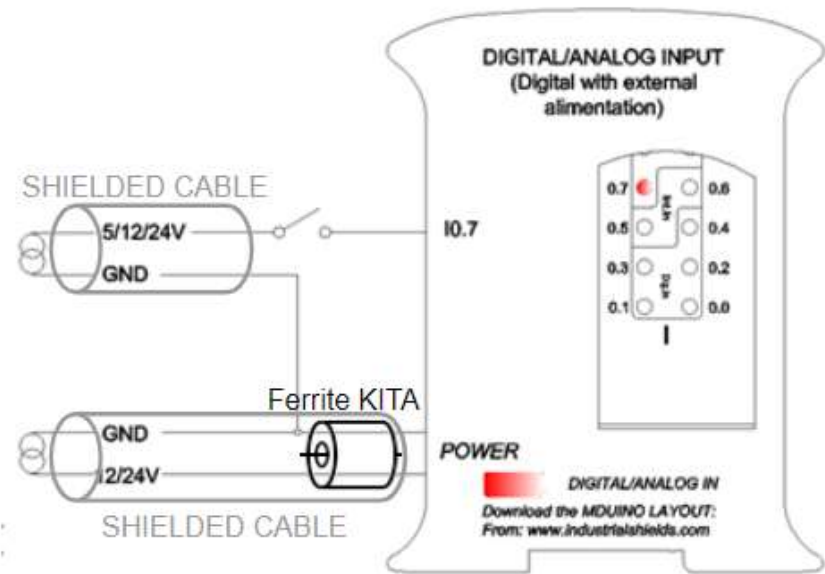 DIGITAL/ANALOG INPUT
(Digital with external
alimentation)
SHIELDED CABLE
5/12/24V
GND
I0.7
0.7
0.6
0.5
0.4
0.3
0.2
0.1
0.0
Dig.In
I
Ferrite KITA
GND
12/24V
POWER
SHIELDED CABLE
DIGITAL/ANALOG IN
Download the MDUINO LAYOUT:
From: www.industrialshields.com